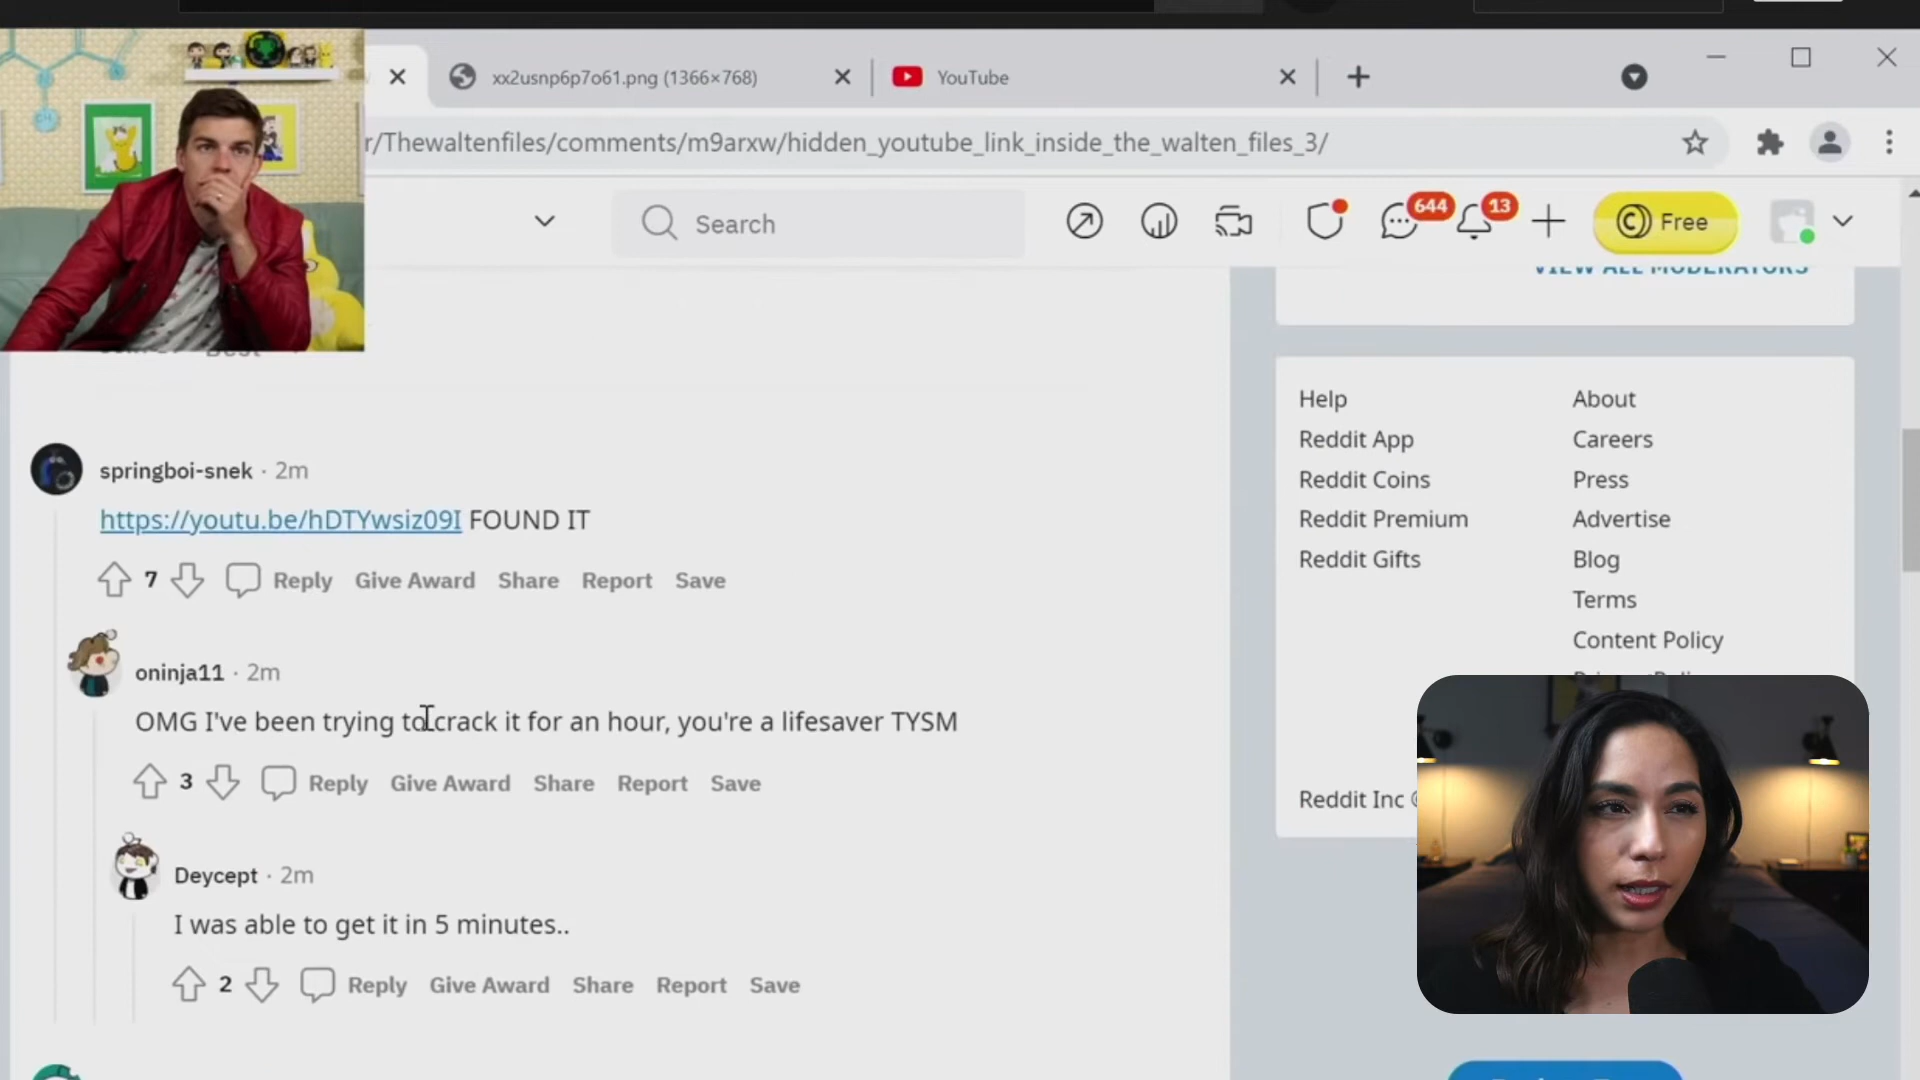 xx2usnp6p7o61.png (1366×768)
YouTube
r/Thewaltenfiles/comments/m9arxw/hidden_youtube_link_inside_the_walten_files_3/
Search
644
13
Free
VIEW ALL MODERATORS
Best
Help
About
Reddit App
Careers
Reddit Coins
Press
Reddit Premium
Advertise
Reddit Gifts
Blog
Terms
Content Policy
Reddit Inc ©
springboi-snek · 2m
https://youtu.be/hDTYwsiz09I FOUND IT
7 Reply Give Award Share Report Save
oninja11 · 2m
OMG I've been trying to crack it for an hour, you're a lifesaver TYSM
3 Reply Give Award Share Report Save
Deycept · 2m
I was able to get it in 5 minutes..
2 Reply Give Award Share Report Save